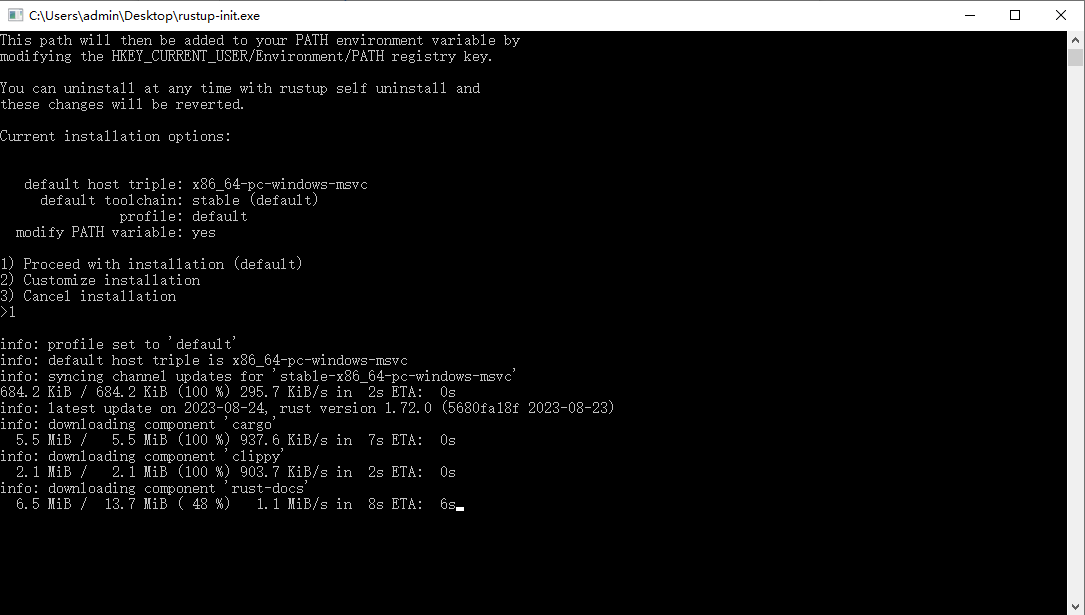 C:\Users\admin\Desktop\rustup-init.exe
This path will then be added to your PATH environment variable by
modifying the HKEY_CURRENT_USER/Environment/PATH registry key.
You can uninstall at any time with rustup self uninstall and
these changes will be reverted.
Current installation options:
default host triple: x86_64-pc-windows-msvc
default toolchain: stable (default)
profile: default
modify PATH variable: yes
1) Proceed with installation (default)
2) Customize installation
3) Cancel installation
>1
info: profile set to 'default'
info: default host triple is x86_64-pc-windows-msvc
info: syncing channel updates for 'stable-x86_64-pc-windows-msvc'
684.2 KiB / 684.2 KiB (100 %) 295.7 KiB/s in  2s ETA:  0s
info: latest update on 2023-08-24, rust version 1.72.0 (5680fa18f 2023-08-23)
info: downloading component 'cargo'
5.5 MiB /   5.5 MiB (100 %) 937.6 KiB/s in  7s ETA:  0s
info: downloading component 'clippy'
2.1 MiB /   2.1 MiB (100 %) 903.7 KiB/s in  2s ETA:  0s
info: downloading component 'rust-docs'
6.5 MiB /  13.7 MiB ( 48 %)   1.1 MiB/s in  8s ETA:  6s